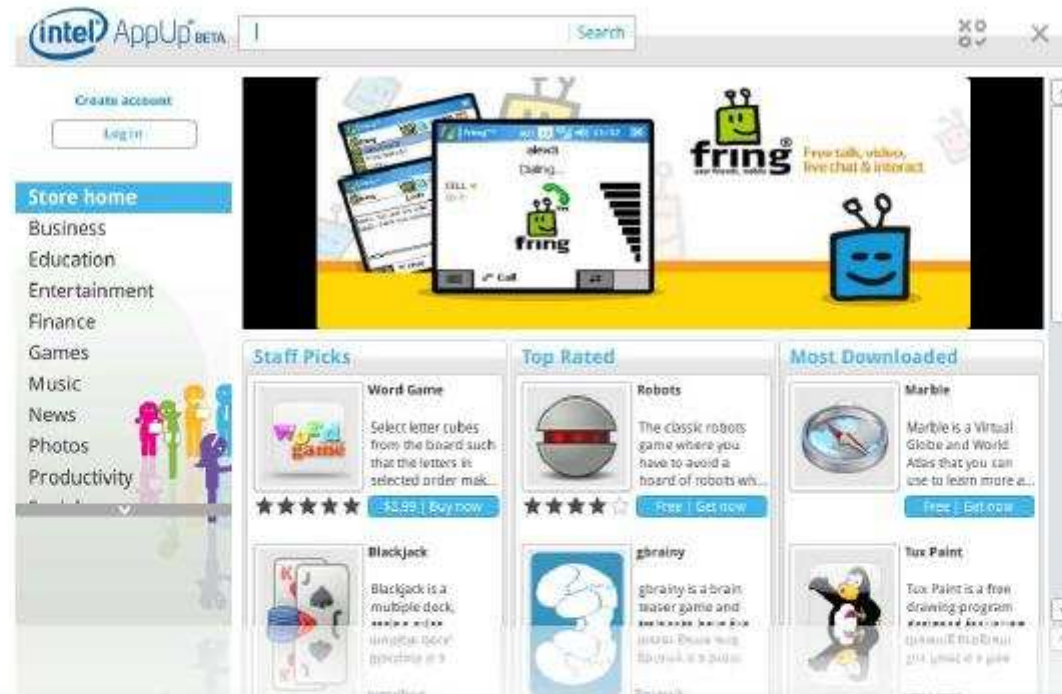 intel AppUp BETA
Search
Create account
Log in
Store home
Business
Education
Entertainment
Finance
Games
Music
News
Photos
Productivity
fring
alexdi
Dialing...
fring
Call
fring
Free talk, video,
live chat & interact
Staff Picks
Word Game
Select letter cubes
from the board such
that the letters in
selected order mak...
word
game
$2.99 | Buy now
Blackjack
Blackjack is a
multiple deck,
Top Rated
Robots
The classic robots
game where you
have to avoid a
hoard of robots wh...
Free | Get now
gbrainy
gbrainy is a brain
teaser game and
Most Downloaded
Marble
Marble is a Virtual
Globe and World
Atlas that you can
use to learn more a...
Free | Get now
Tux Paint
Tux Paint is a free
drawing program